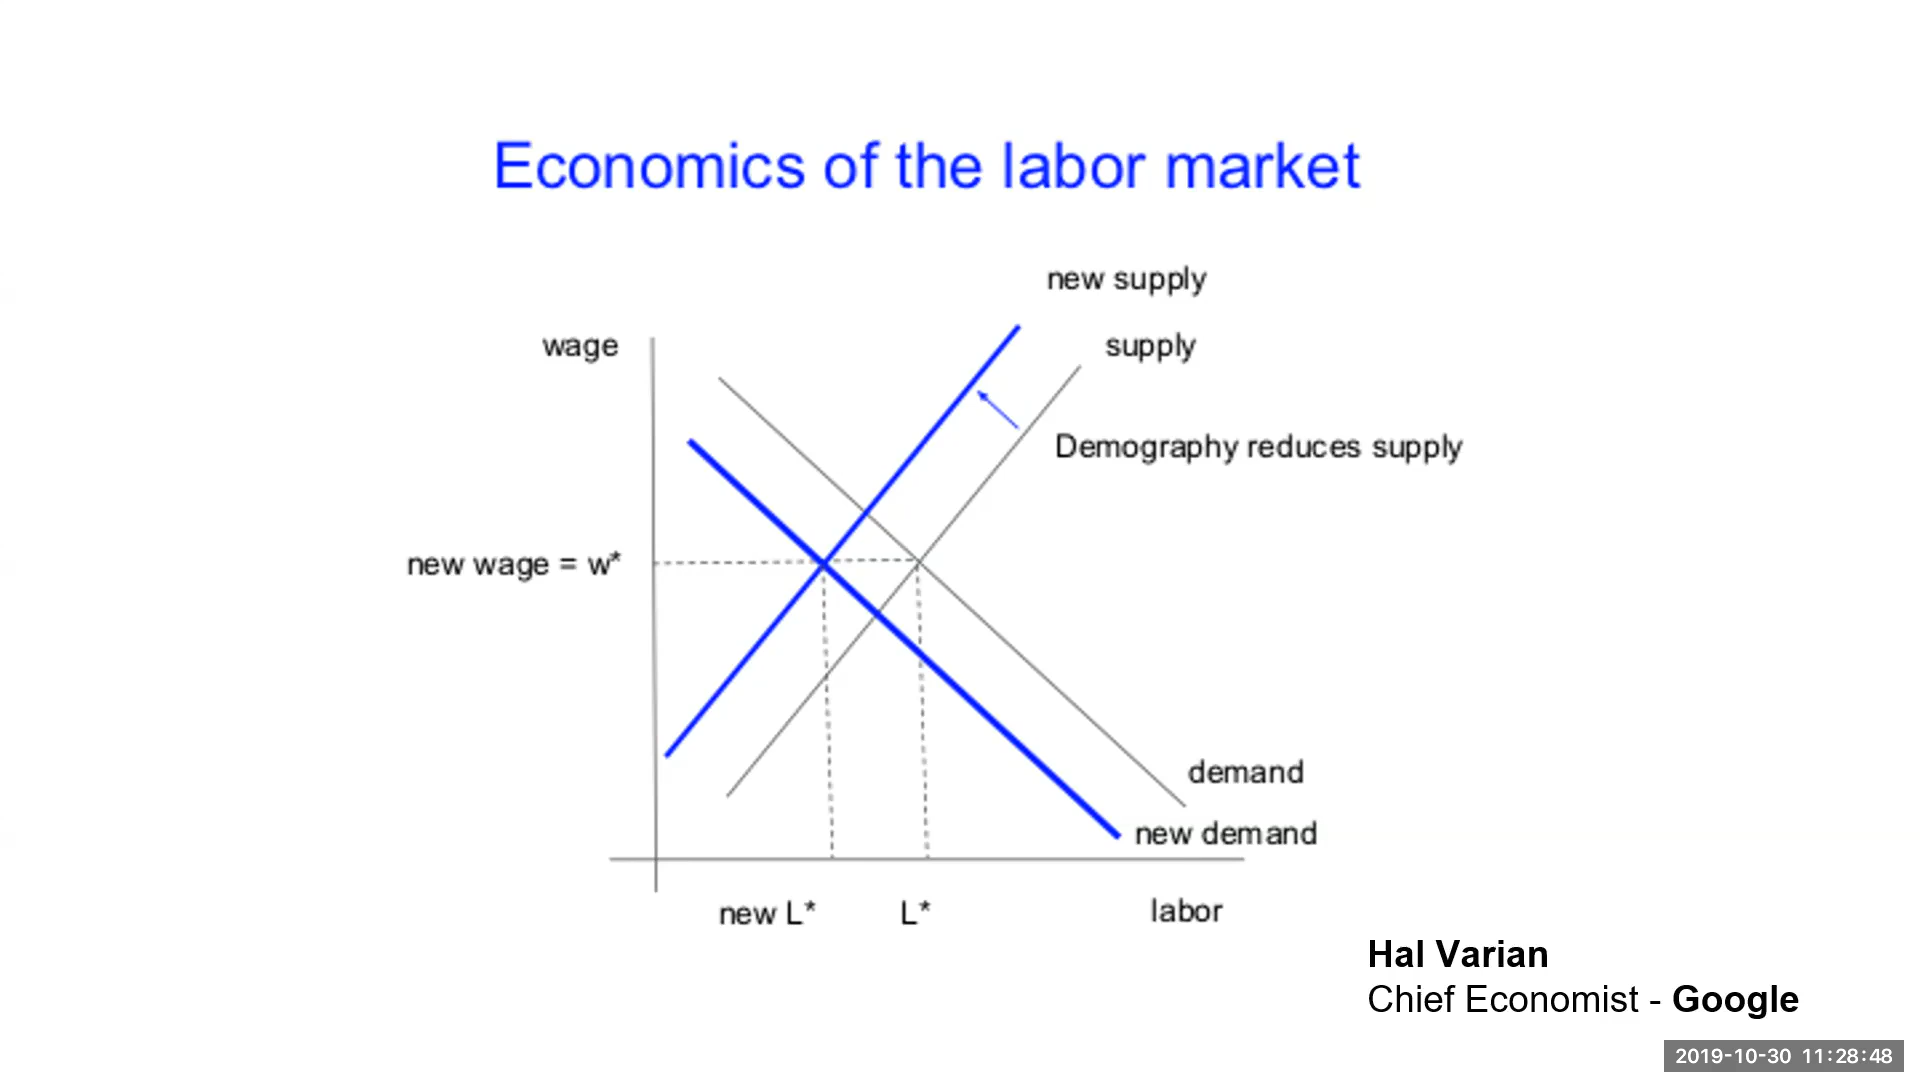 Economics of the labor market
new supply
wage
supply
Demography reduces supply
new wage = w*
demand
new demand
new L*
L*
labor
Hal Varian
Chief Economist - Google
2019-10-30 11:28:48